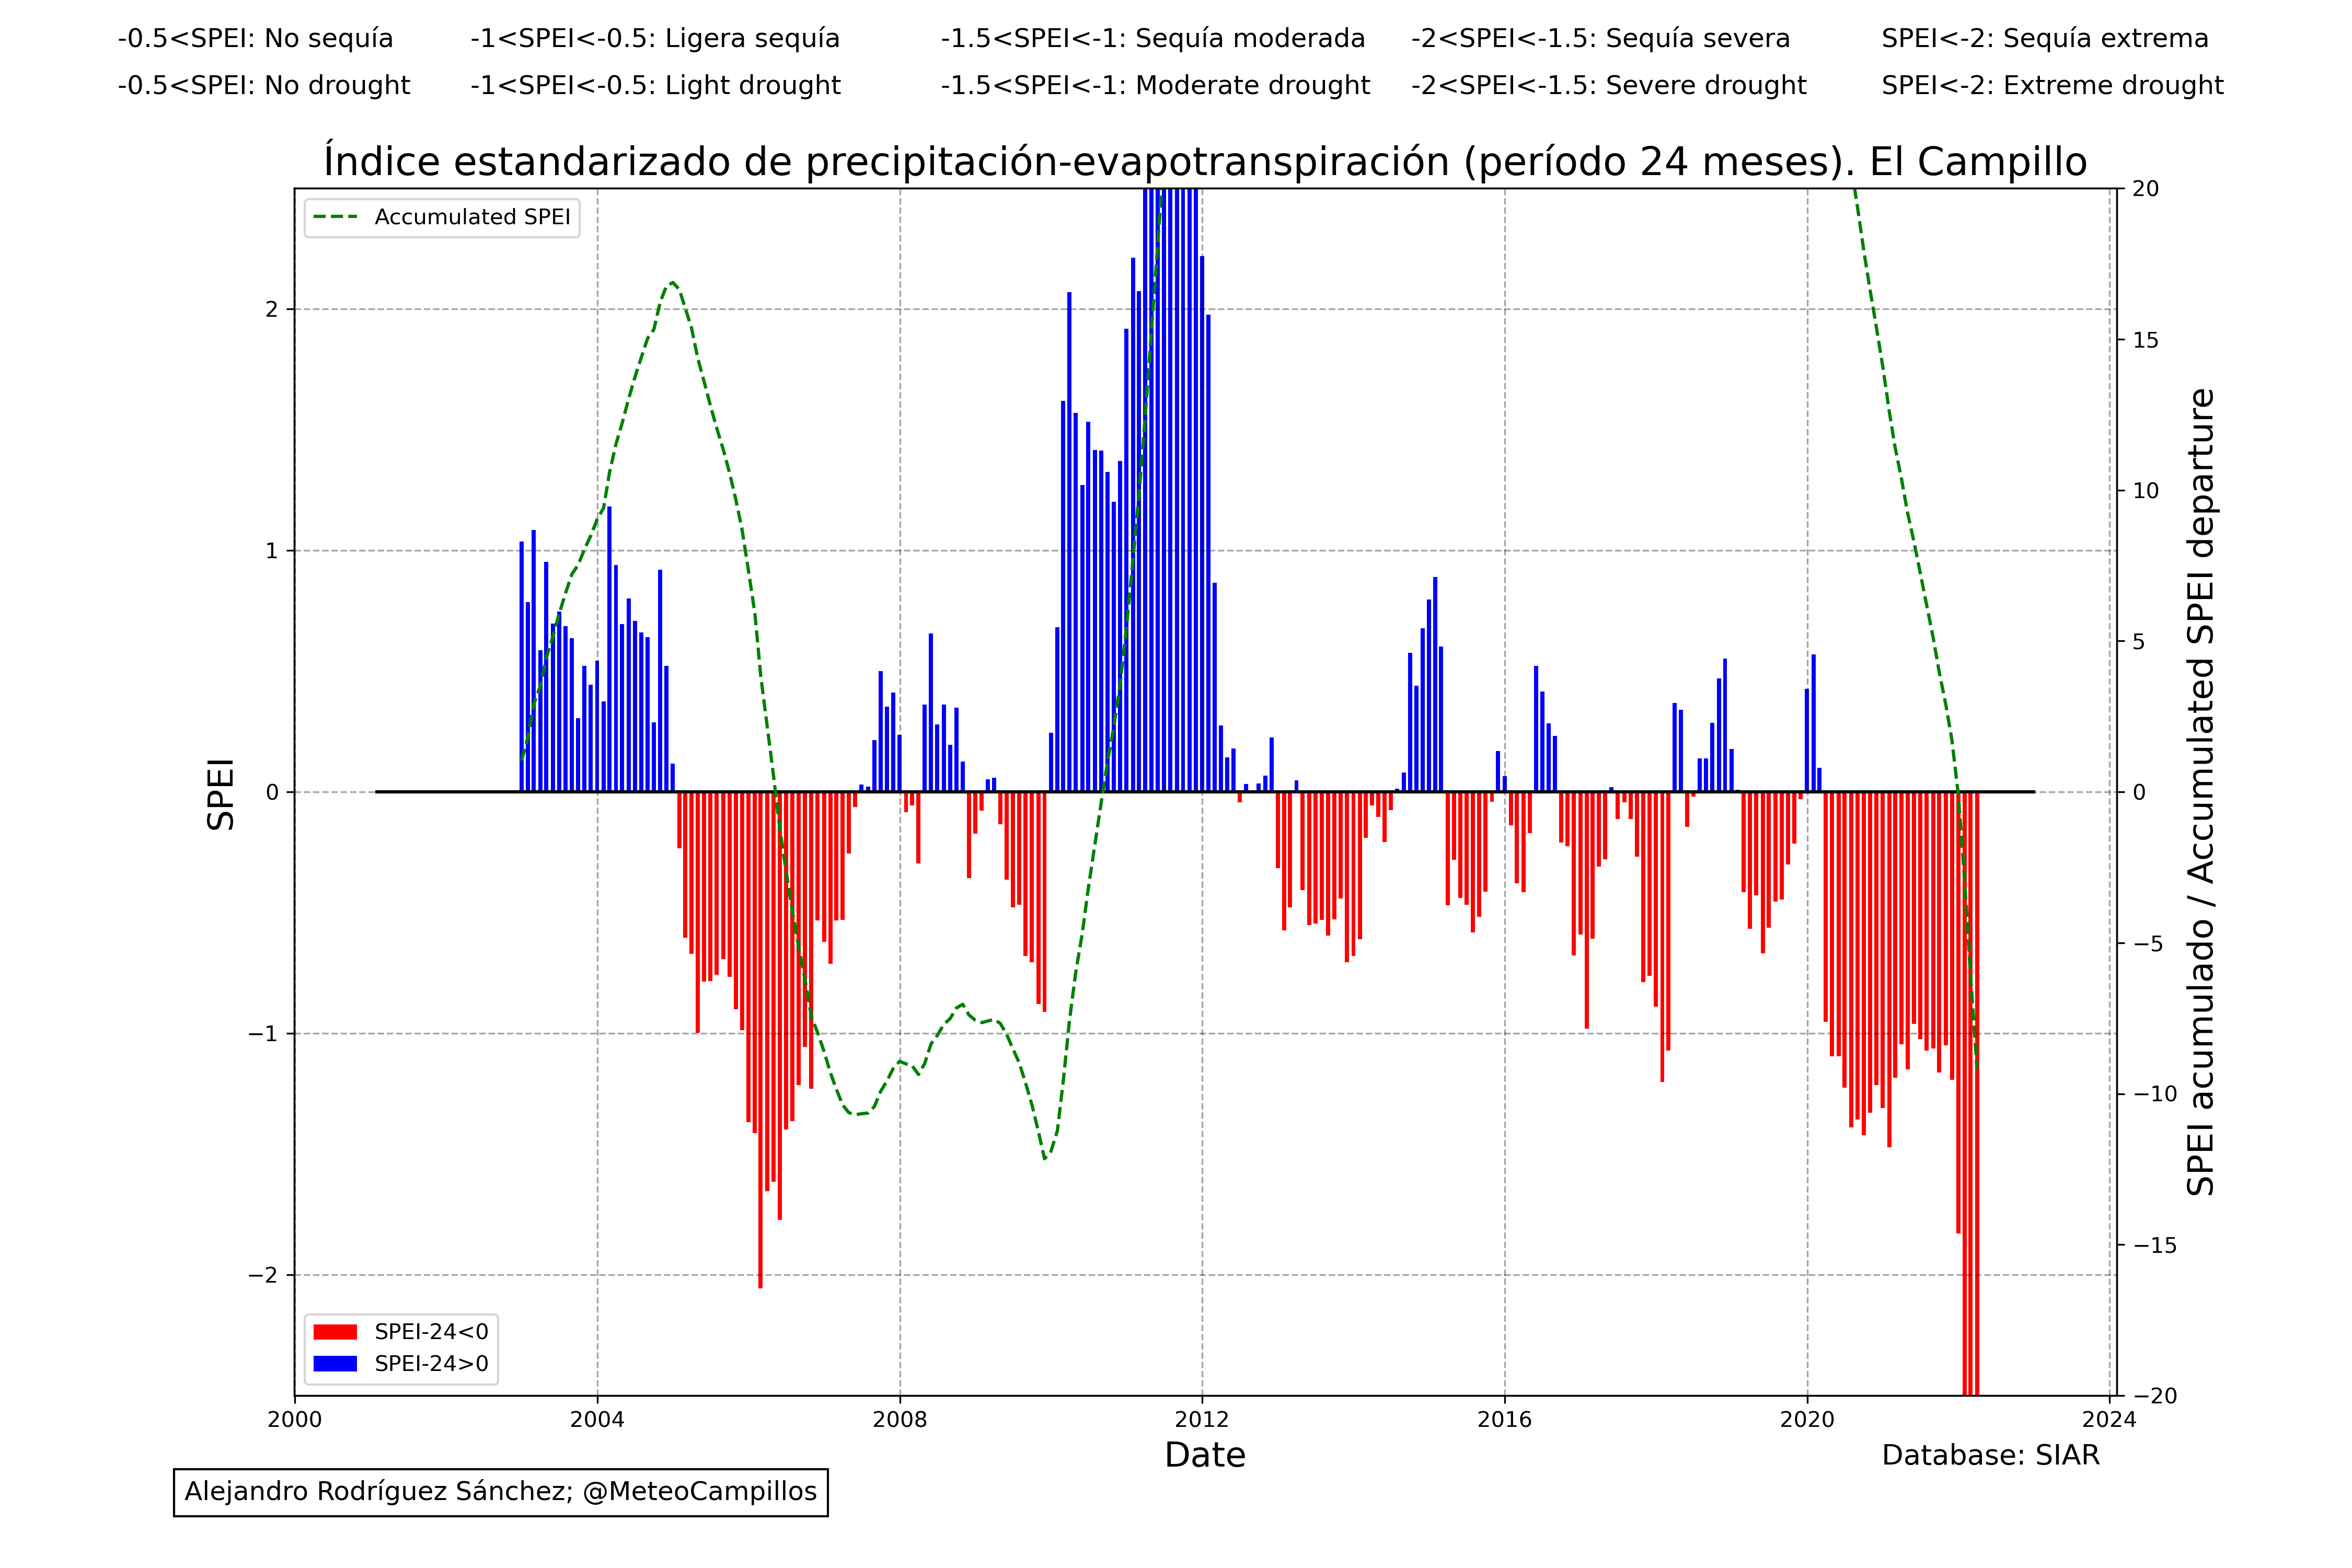 -0.5<SPEI: No sequía -1<SPEI<-0.5: Ligera sequía -1.5<SPEI<-1: Sequía moderada -2<SPEI<-1.5: Sequía severa SPEI<-2: Sequía extrema
-0.5<SPEI: No drought -1<SPEI<-0.5: Light drought -1.5<SPEI<-1: Moderate drought -2<SPEI<-1.5: Severe drought SPEI<-2: Extreme drought
Índice estandarizado de precipitación-evapotranspiración (período 24 meses). El Campillo
Accumulated SPEI
2
1
0
−1
−2
SPEI
20
15
10
5
0
−5
−10
−15
−20
SPEI acumulado / Accumulated SPEI departure
SPEI-24<0
SPEI-24>0
2000 2004 2008 2012 2016 2020 2024
Date
Database: SIAR
Alejandro Rodríguez Sánchez; @MeteoCampillos